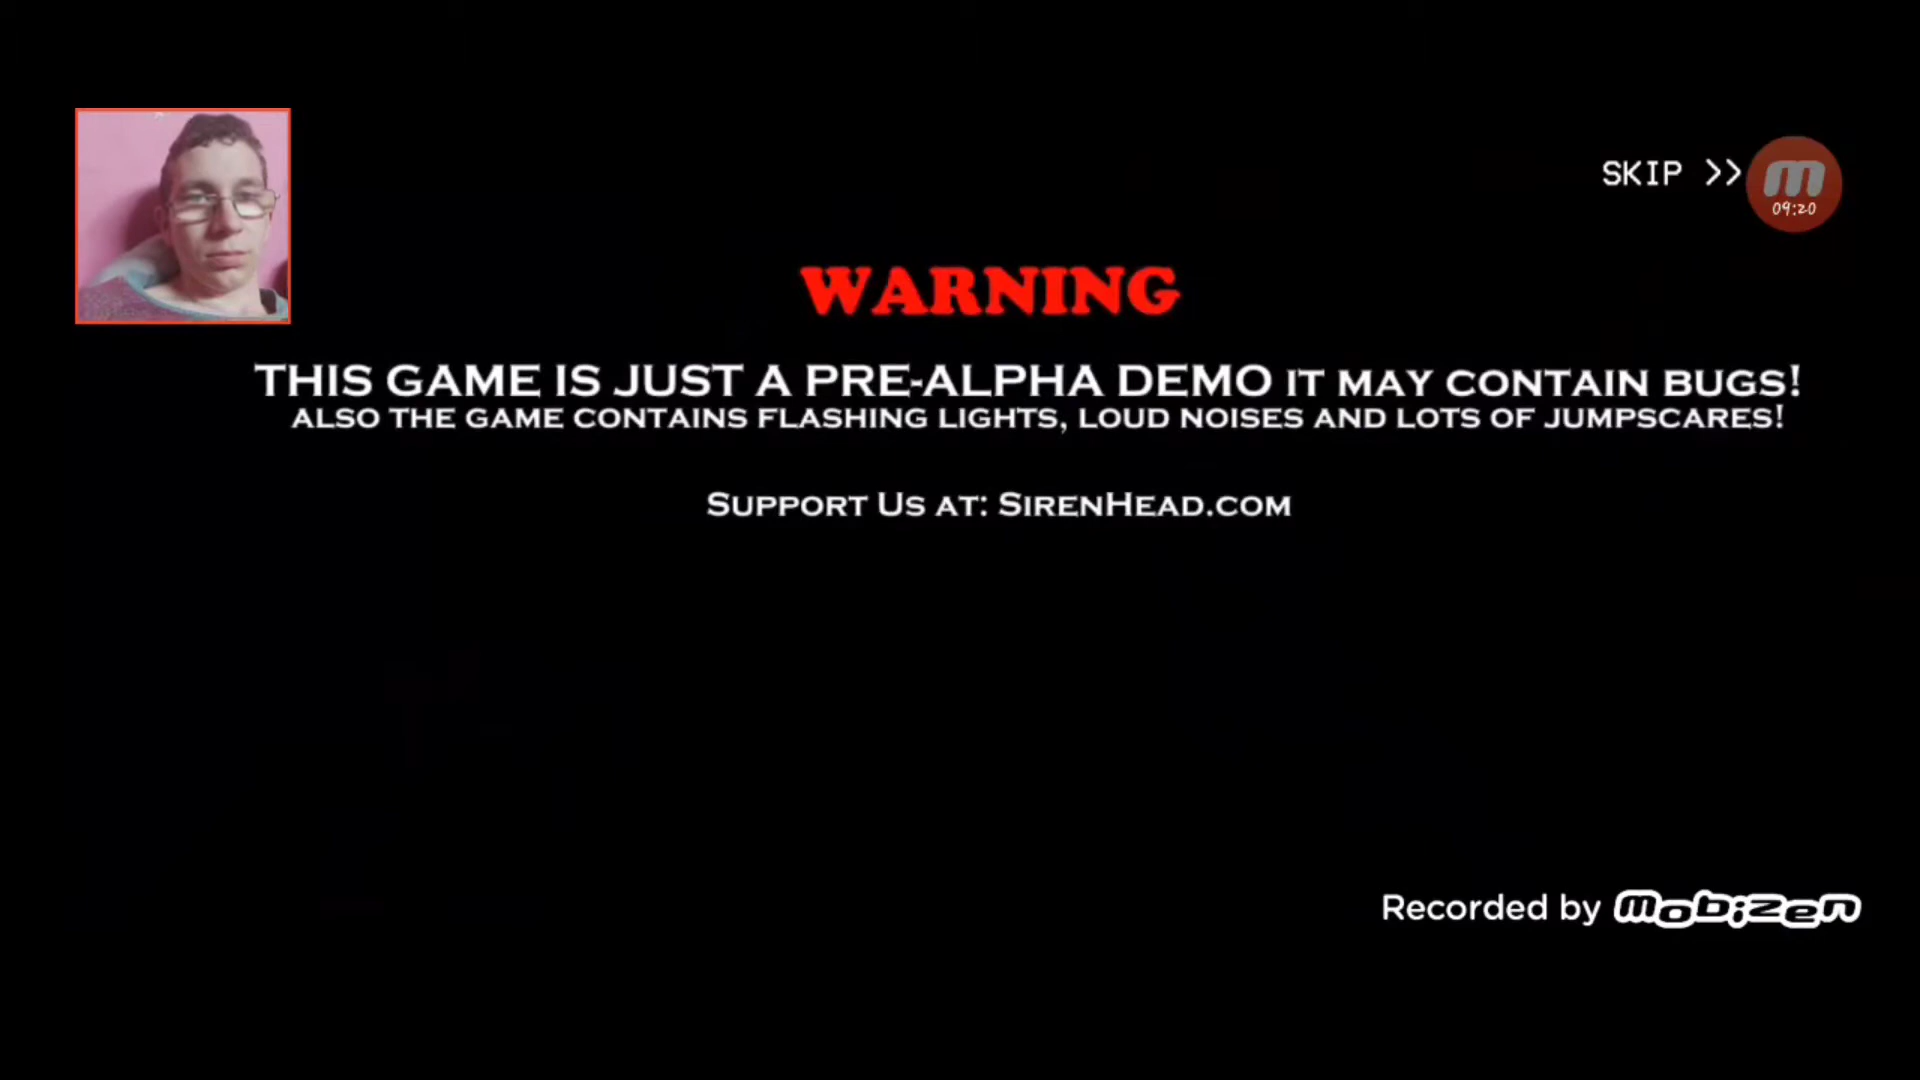 SKIP >>
09:20
WARNING
THIS GAME IS JUST A PRE-ALPHA DEMO IT MAY CONTAIN BUGS!
ALSO THE GAME CONTAINS FLASHING LIGHTS, LOUD NOISES AND LOTS OF JUMPSCARES!
SUPPORT US AT: SIRENHEAD.COM
Recorded by mobizen